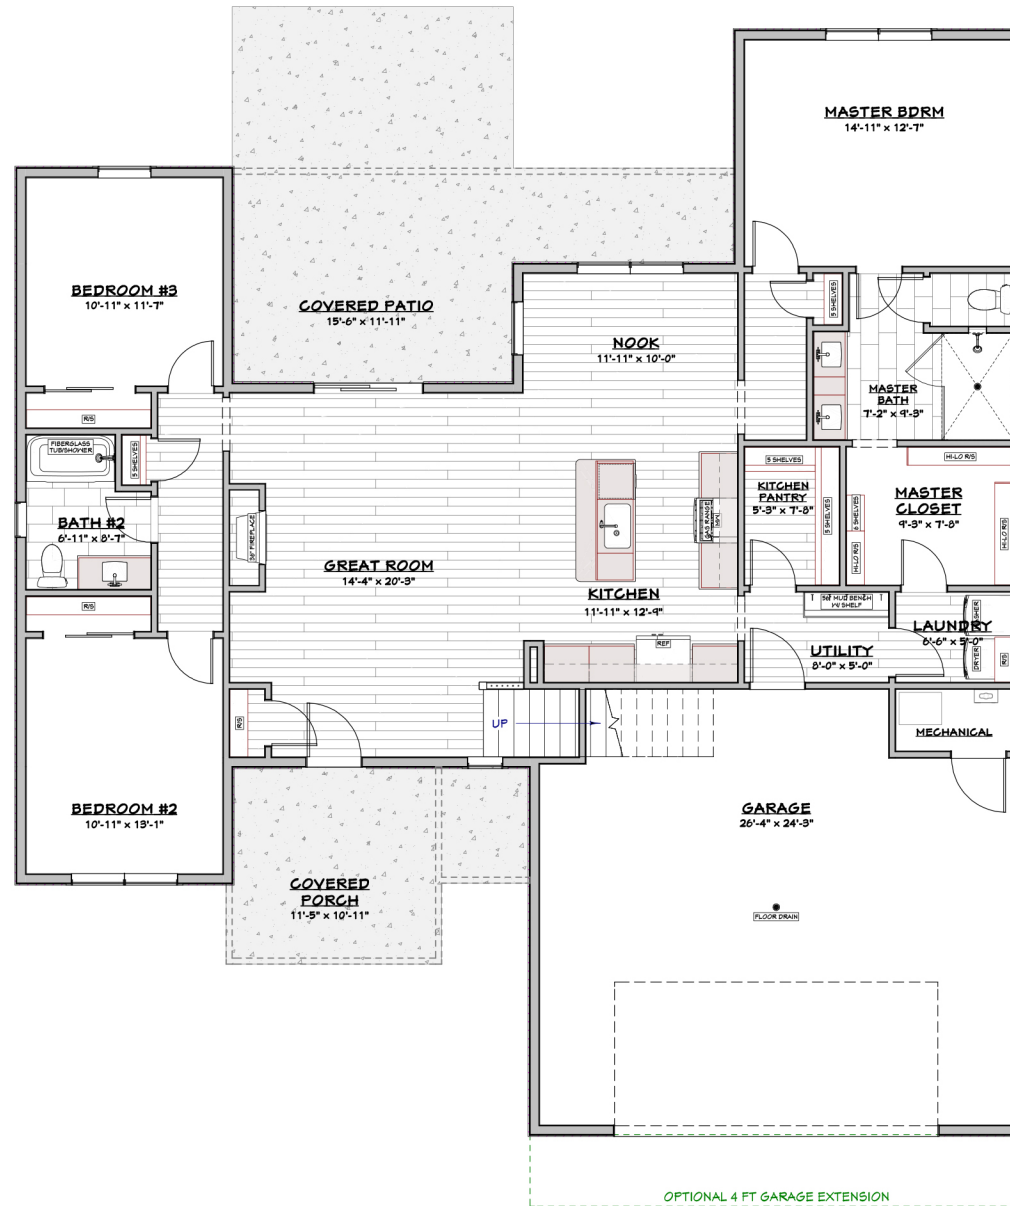 MASTER BDRM
14'-11" x 12'-7"
BEDROOM #3
10'-11" x 11'-7"
COVERED PATIO
15'-6" x 11'-11"
5 SHELVES
NOOK
11'-11" x 10'-0"
MASTER
BATH
7'-2" x 9'-3"
R/S
FIBERGLASS
TUB/SHOWER
5 SHELVES
5 SHELVES
HI-LO R/S
KITCHEN
PANTRY
5'-3" x 7'-8"
5 SHELVES
6 SHELVES
MASTER
CLOSET
9'-3" x 7'-8"
HI-LO R/S
HI-LO R/S
BATH #2
6'-11" x 8'-7"
36" FIREPLACE
GAS RANGE
M/H
GREAT ROOM
14'-4" x 20'-3"
KITCHEN
11'-11" x 12'-9"
R/S
56" MUD BENCH
W/ SHELF
LAUNDRY
6'-6" x 5'-0"
DRYER
R/S
REF
UTILITY
8'-0" x 5'-0"
R/S
UP
MECHANICAL
BEDROOM #2
10'-11" x 13'-1"
GARAGE
26'-4" x 24'-3"
COVERED
PORCH
11'-5" x 10'-11"
FLOOR DRAIN
OPTIONAL 4 FT GARAGE EXTENSION